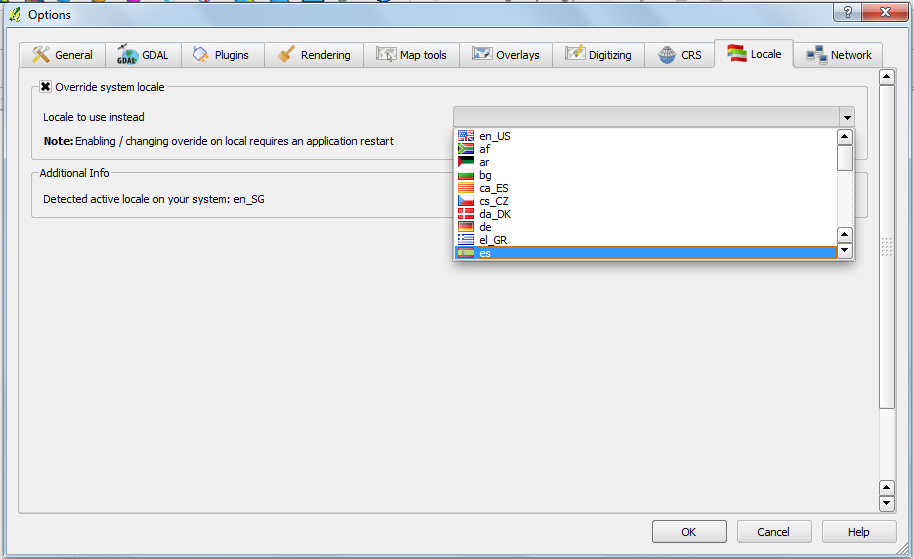 Options
General
GDAL
GDAL
Plugins
Rendering
Map tools
Overlays
Digitizing
CRS
Locale
Network
Override system locale
Locale to use instead
Note: Enabling / changing overide on local requires an application restart
en_US
af
ar
bg
ca_ES
cs_CZ
da_DK
de
el_GR
es
Additional Info
Detected active locale on your system: en_SG
OK
Cancel
Help